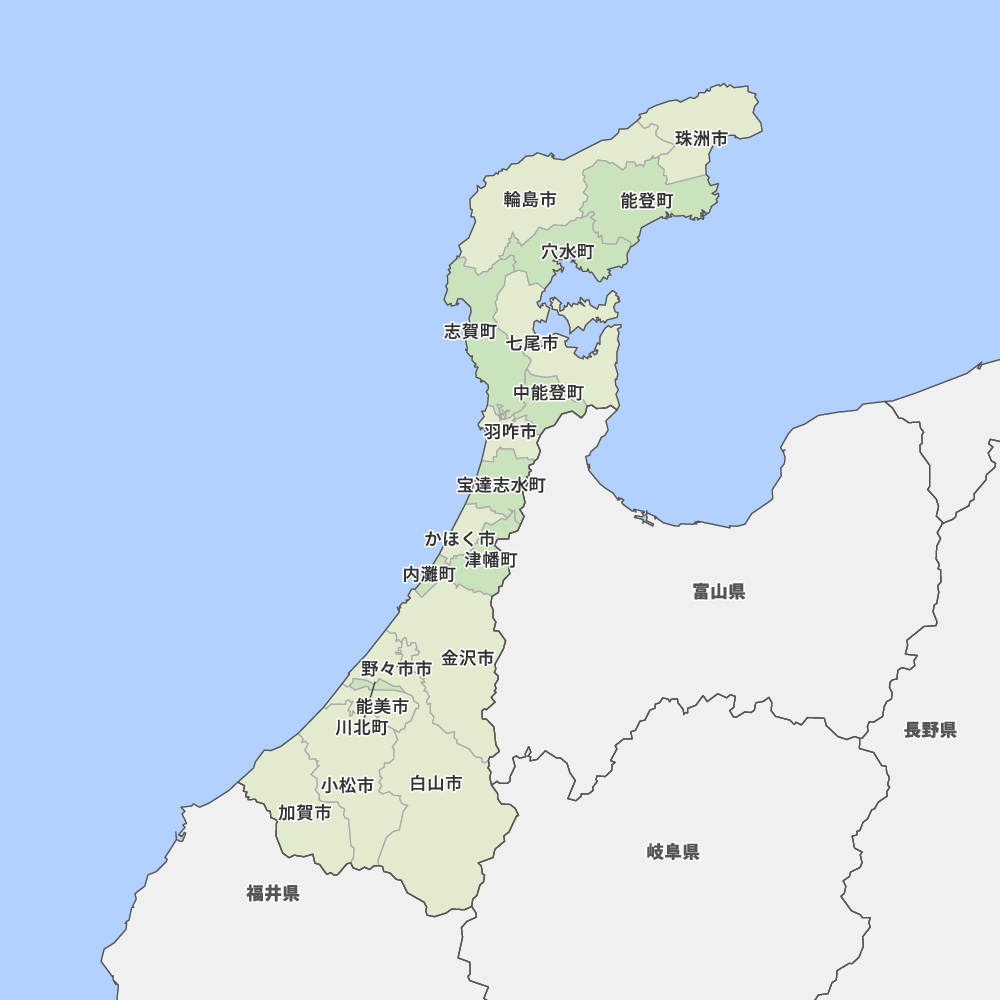 珠洲市
輪島市
能登町
穴水町
志賀町
七尾市
中能登町
羽咋市
宝達志水町
かほく市
津幡町
内灘町
富山県
金沢市
野々市市
能美市
川北町
長野県
白山市
小松市
加賀市
岐阜県
福井県